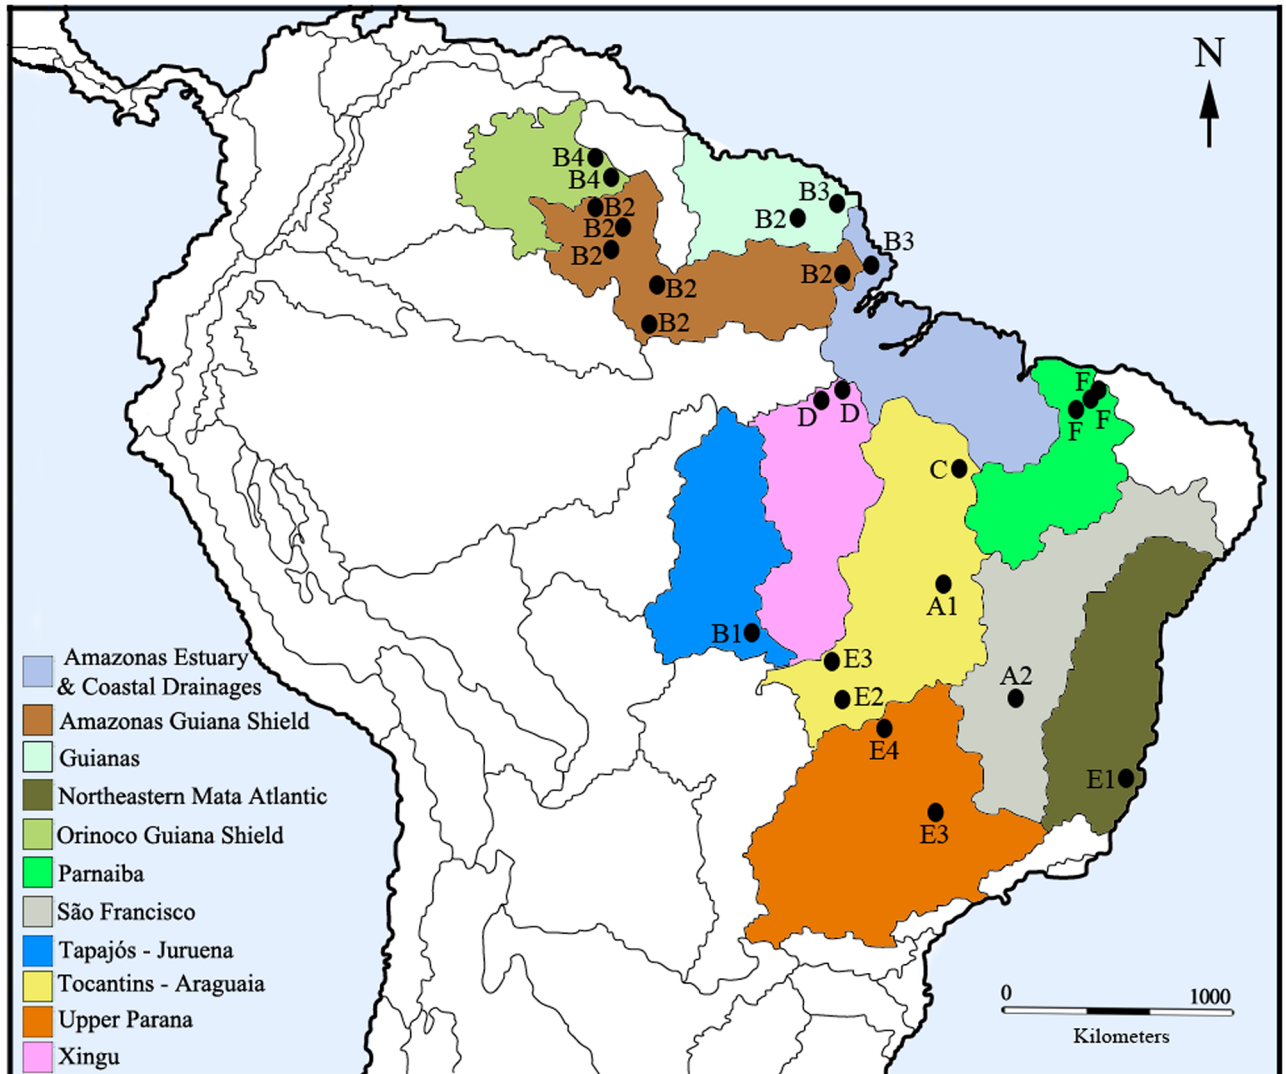 N
B4
B4
B2
B2
B2
B3
B2
B3
B2
B2
B2
F
F
F
D
D
C
A1
B1
E3
E2
A2
E4
E1
E3
Amazonas Estuary
& Coastal Drainages
Amazonas Guiana Shield
Guianas
Northeastern Mata Atlantic
Orinoco Guiana Shield
Parnaiba
São Francisco
Tapajós - Juruena
Tocantins - Araguaia
Upper Parana
Xingu
0 1000
Kilometers